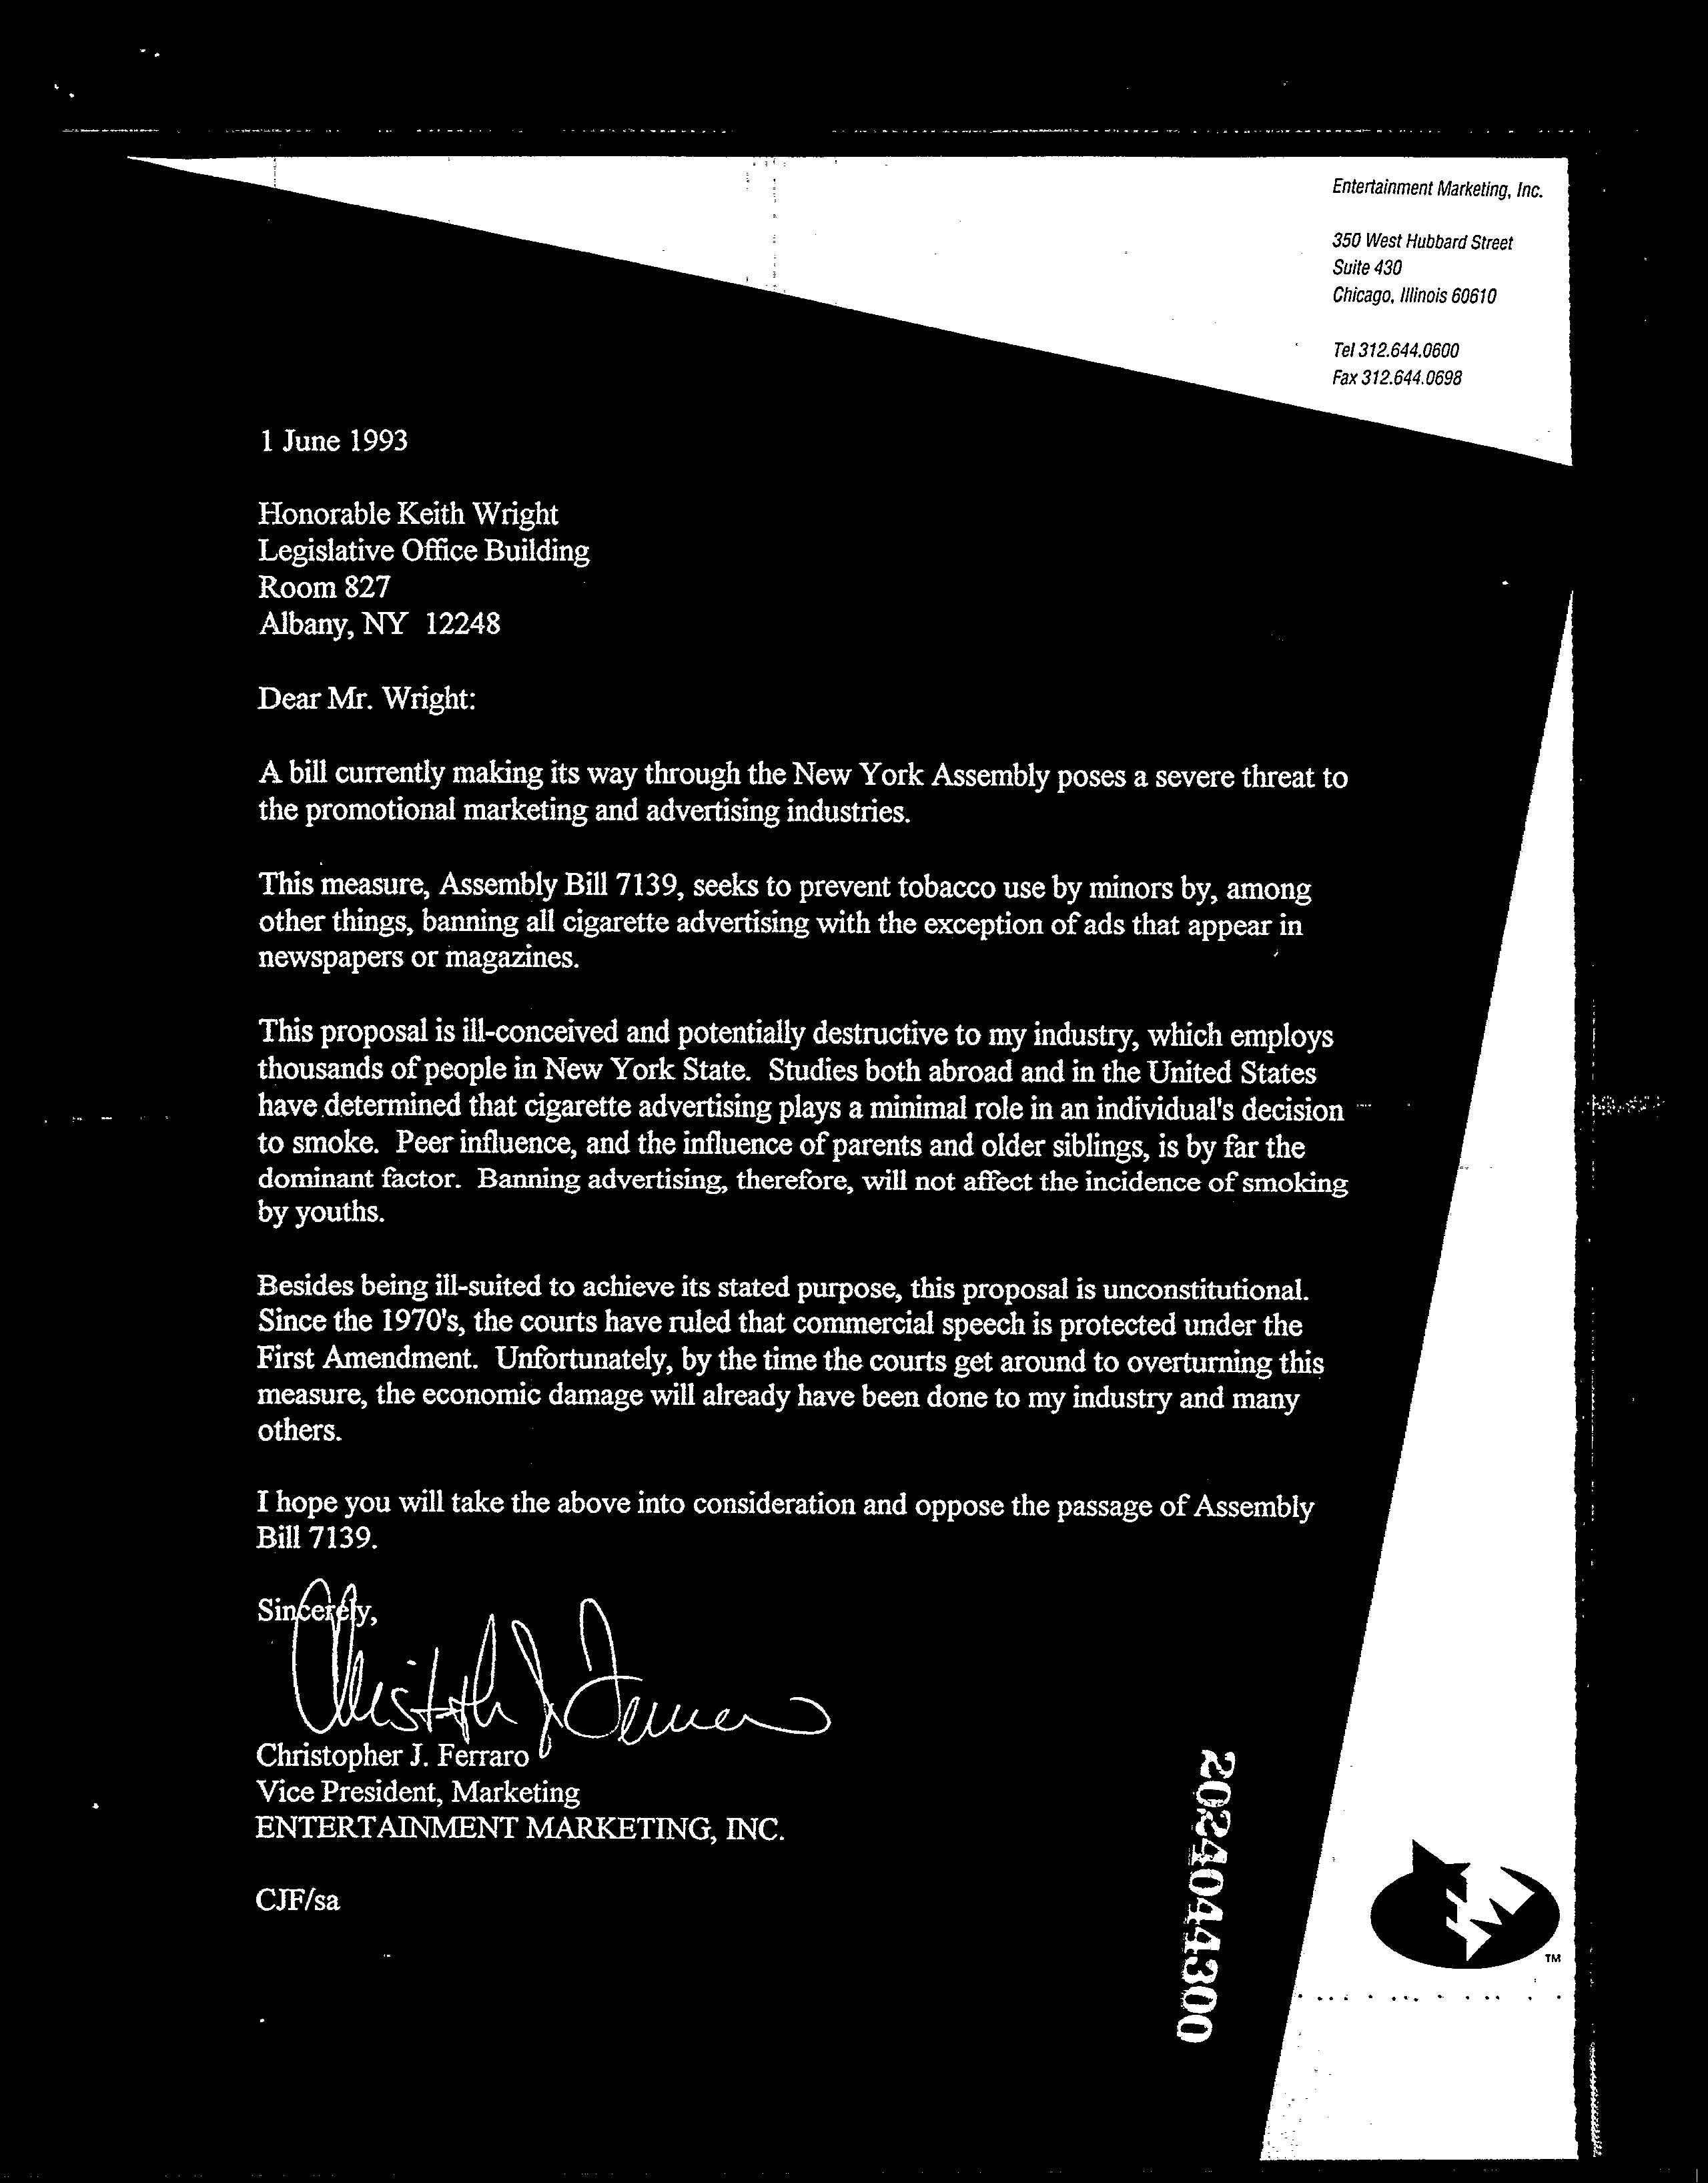 Entertainment Marketing, Inc.
350 West Hubbard Street
Suite 430
Chicago, Illinois 60610
Tel 312.644.0600
Fax 312.644.0698
1 June 1993
Honorable Keith Wright
Legislative Office Building
Room 827
Albany, NY 12248
Dear Mr. Wright:
A bill currently making its way through the New York Assembly poses a severe threat to
the promotional marketing and advertising industries.
This measure, Assembly Bill 7139, seeks to prevent tobacco use by minors by, among
other things, banning all cigarette advertising with the exception of ads that appear in
newspapers or magazines.
This proposal is ill-conceived and potentially destructive to my industry, which employs
thousands of people in New York State. Studies both abroad and in the United States
have determined that cigarette advertising plays a minimal role in an individual's decision
to smoke. Peer influence, and the influence of parents and older siblings, is by far the
dominant factor. Banning advertising, therefore, will not affect the incidence of smoking
by youths.
Besides being ill-suited to achieve its stated purpose, this proposal is unconstitutional.
Since the 1970's, the courts have ruled that commercial speech is protected under the
First Amendment. Unfortunately, by the time the courts get around to overturning this
measure, the economic damage will already have been done to my industry and many
others.
I hope you will take the above into consideration and oppose the passage of Assembly
Bill 7139.
Sincerely,
Christopher J. Ferraro
Christopher J. Ferraro
Vice President, Marketing
ENTERTAINMENT MARKETING, INC.
CJF/sa
2024044300
EM
TM